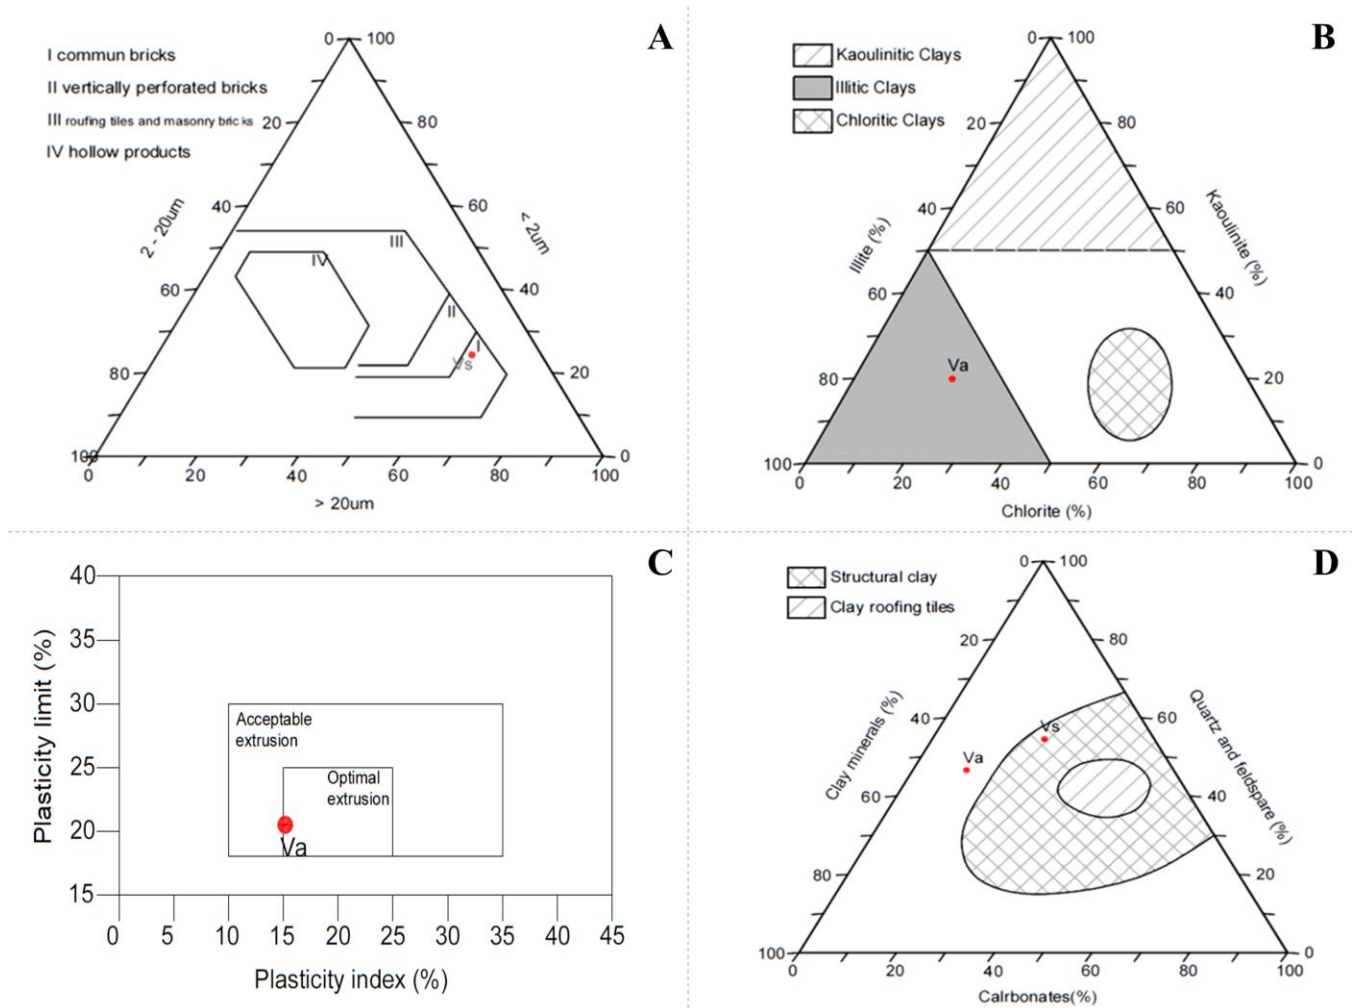 A
I commun bricks
II vertically perforated bricks
III roofing tiles and masonry bric ks
IV hollow products
0
100
20
80
40
60
60
40
80
20
100
0
0
20
40
60
80
100
2 - 20um
< 2um
> 20um
III
IV
II
I
Vs
B
Kaoulinitic Clays
Illitic Clays
Chloritic Clays
0
100
20
80
40
60
60
40
80
20
100
0
0
20
40
60
80
100
Illite (%)
Kaoulinite (%)
Chlorite (%)
Va
C
40
35
30
25
20
15
0
5
10
15
20
25
30
35
40
45
Plasticity limit (%)
Plasticity index (%)
Acceptable
extrusion
Optimal
extrusion
Va
D
Structural clay
Clay roofing tiles
0
100
20
80
40
60
60
40
80
20
100
0
0
20
40
60
80
100
Clay minerals (%)
Quartz and feldspare (%)
Calrbonates(%)
Vs
Va